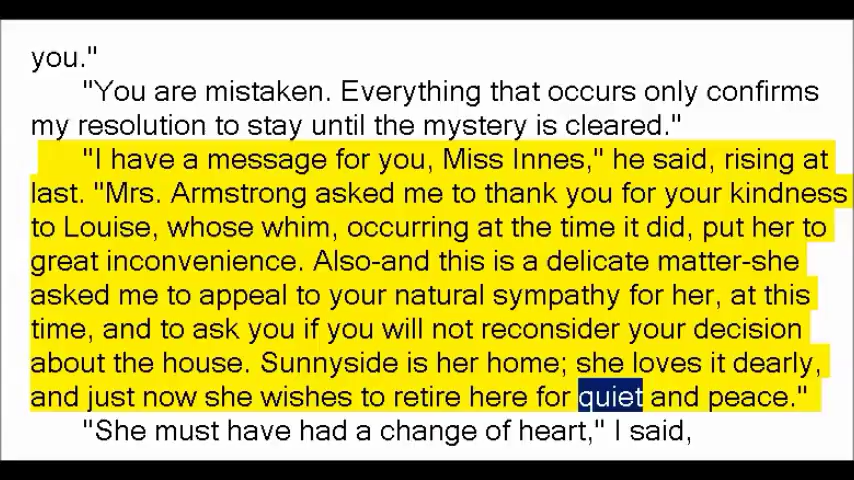 you."
"You are mistaken. Everything that occurs only confirms
my resolution to stay until the mystery is cleared."
"I have a message for you, Miss Innes," he said, rising at
last. "Mrs. Armstrong asked me to thank you for your kindness
to Louise, whose whim, occurring at the time it did, put her to
great inconvenience. Also-and this is a delicate matter-she
asked me to appeal to your natural sympathy for her, at this
time, and to ask you if you will not reconsider your decision
about the house. Sunnyside is her home; she loves it dearly,
and just now she wishes to retire here for quiet and peace."
"She must have had a change of heart," I said,